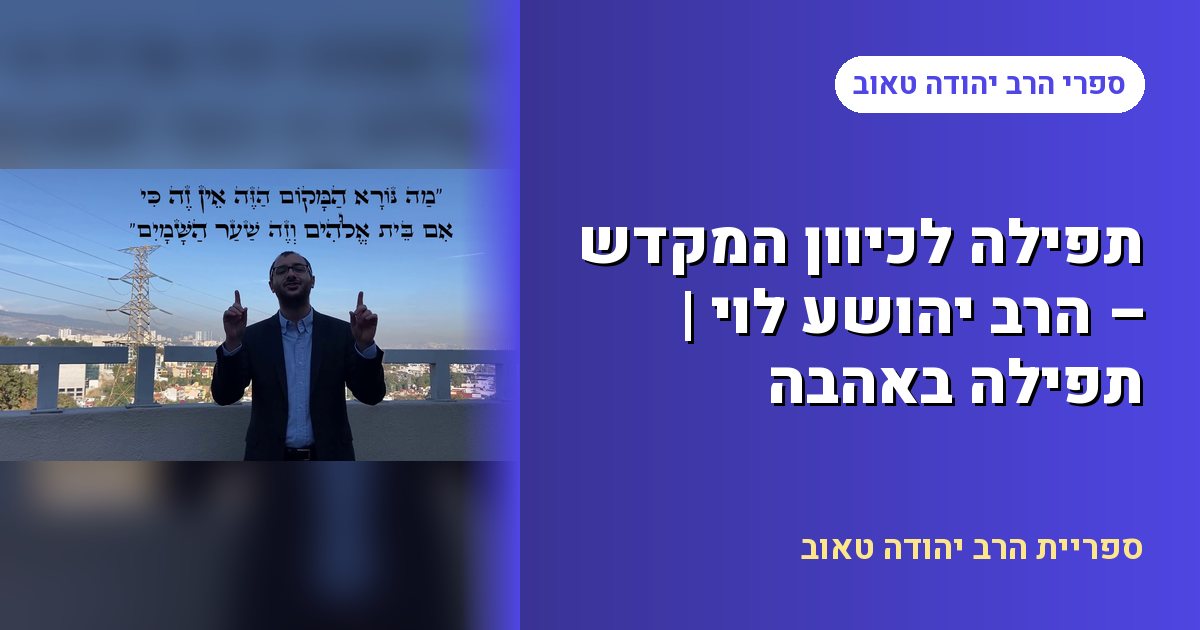 ספרי הרב יהודה טאוב
"מַה נּוֹרָא הַמָּקוֹם הַזֶּה אֵין זֶה כִּי
אִם בֵּית אֱלֹהִים וְזֶה שַׁעַר הַשָּׁמָיִם"
תפילה לכיוון המקדש
– הרב יהושע לוי |
תפילה באהבה
ספריית הרב יהודה טאוב